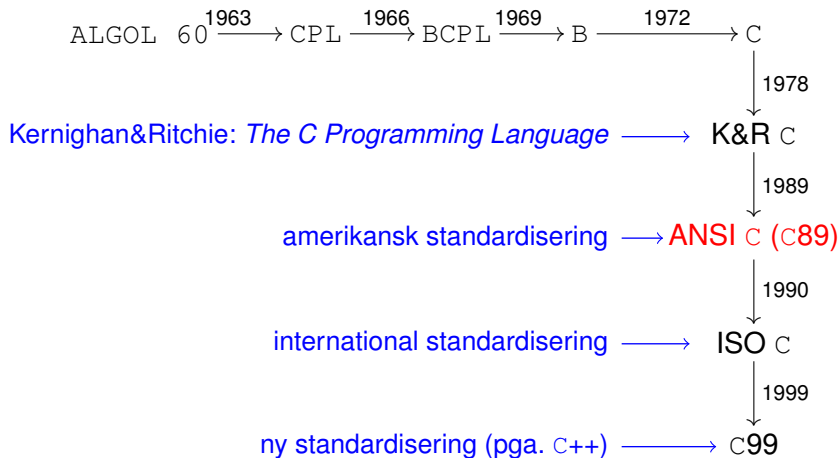 1963 1966 1969 1972
ALGOL 60 CPL BCPL B C
1978
Kernighan&Ritchie: The C Programming Language K&R C
1989
amerikansk standardisering ANSI C (C89)
1990
international standardisering ISO C
1999
ny standardisering (pga. C++) C99